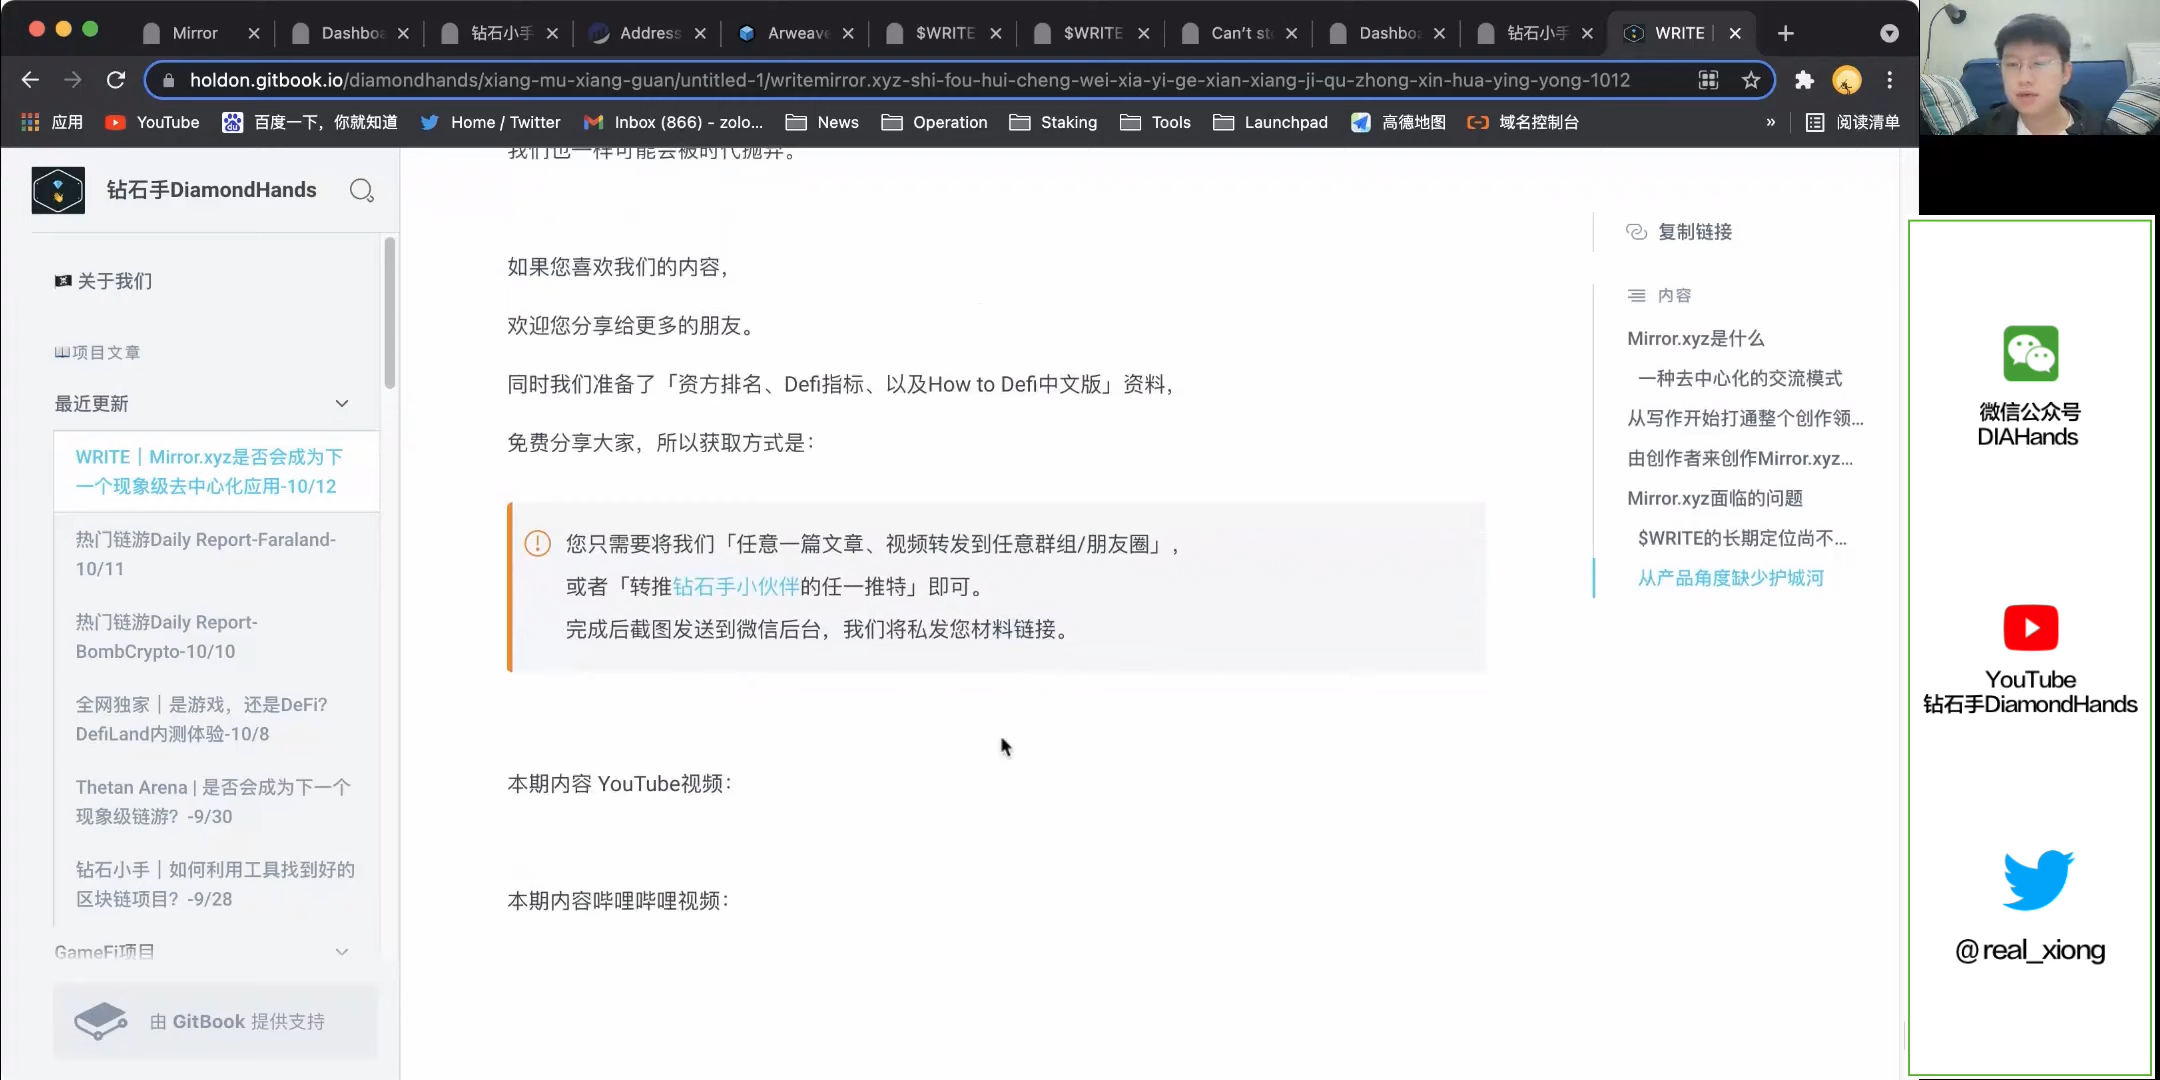 Mirror
Dashbo
钻石小手
Address
Arweave
$WRITE
$WRITE
Can't st
Dashbo
钻石小手
WRITE |
holdon.gitbook.io/diamondhands/xiang-mu-xiang-guan/untitled-1/writemirror.xyz-shi-fou-hui-cheng-wei-xia-yi-ge-xian-xiang-ji-qu-zhong-xin-hua-ying-yong-1012
应用
YouTube
百度一下，你就知道
Home / Twitter
Inbox (866) - zolo...
News
Operation
Staking
Tools
Launchpad
高德地图
域名控制台
»
阅读清单
钻石手DiamondHands
关于我们
项目文章
最近更新
WRITE｜Mirror.xyz是否会成为下
一个现象级去中心化应用-10/12
热门链游Daily Report-Faraland-
10/11
热门链游Daily Report-
BombCrypto-10/10
全网独家｜是游戏，还是DeFi?
DefiLand内测体验-10/8
Thetan Arena | 是否会成为下一个
现象级链游？-9/30
钻石小手｜如何利用工具找到好的
区块链项目？-9/28
GameFi项目
由 GitBook 提供支持
我们也一样可能会被时代抛弃。
如果您喜欢我们的内容，
欢迎您分享给更多的朋友。
同时我们准备了「资方排名、Defi指标、以及How to Defi中文版」资料，
免费分享大家，所以获取方式是：
您只需要将我们「任意一篇文章、视频转发到任意群组/朋友圈」，
或者「转推钻石手小伙伴的任一推特」即可。
完成后截图发送到微信后台，我们将私发您材料链接。
本期内容 YouTube视频：
本期内容哔哩哔哩视频：
复制链接
内容
Mirror.xyz是什么
一种去中心化的交流模式
从写作开始打通整个创作领...
由创作者来创作Mirror.xyz...
Mirror.xyz面临的问题
$WRITE的长期定位尚不...
从产品角度缺少护城河
微信公众号
DIAHands
YouTube
钻石手DiamondHands
@real_xiong